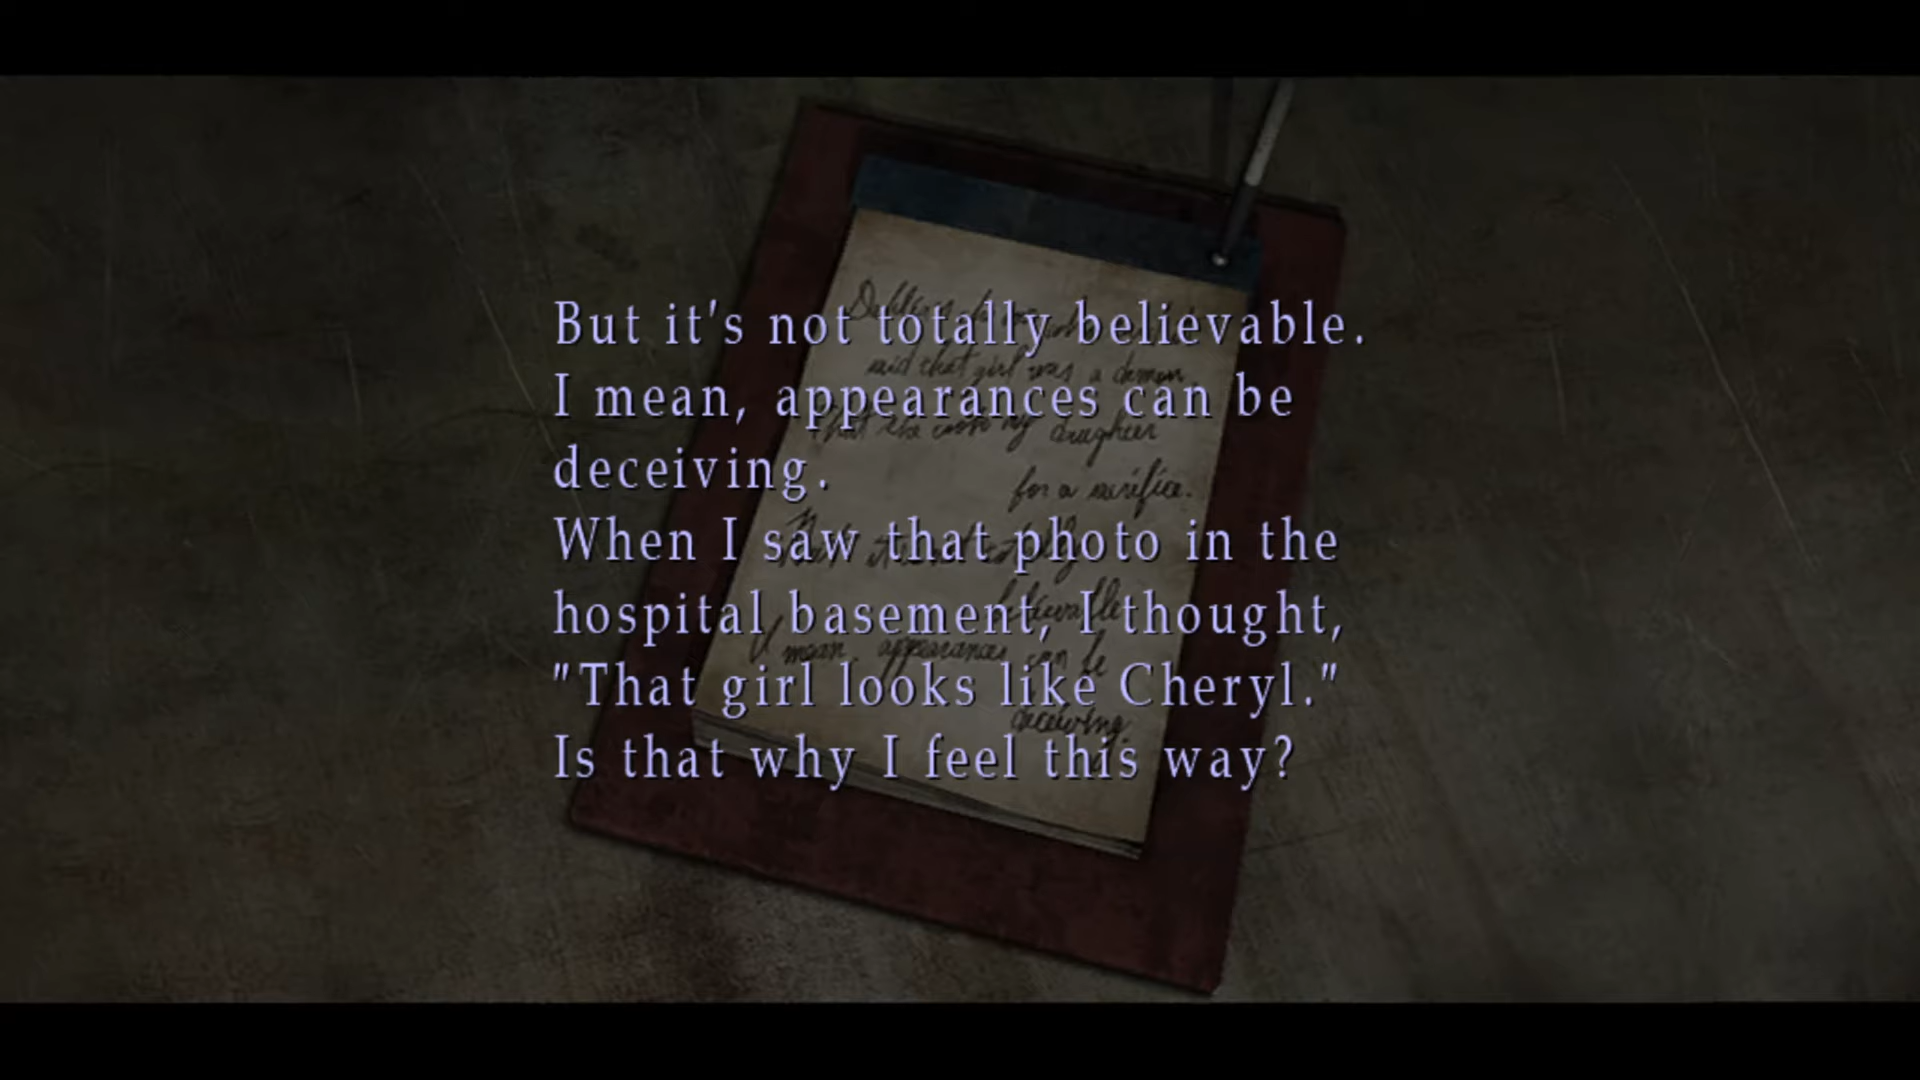 But it's not totally believable.
I mean, appearances can be
deceiving.
When I saw that photo in the
hospital basement, I thought,
"That girl looks like Cheryl."
Is that why I feel this way?
said that girl was a demon.
daughter
for a sacrifice.
believable
I mean, appearances can be
deceiving.